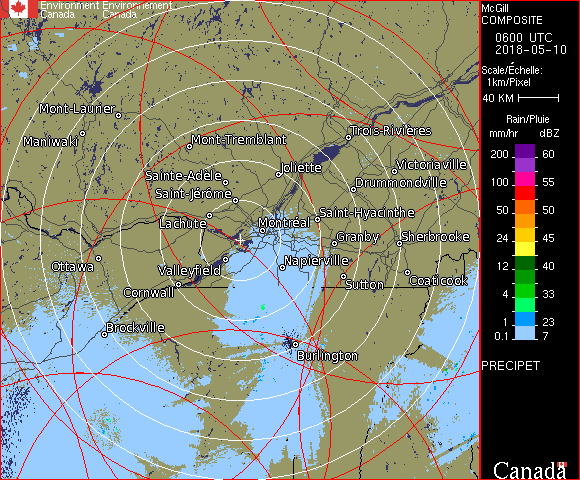 Environment Environnement
Canada Canada
McGill
COMPOSITE
0600 UTC
2018-05-10
Scale/Échelle:
1km/Pixel
40 KM
Rain/Pluie
mm/hr dBZ
200 60
155
100 55
50 50
24 45
12 40
4 33
1 23
0.1 7
PRECIPET
Canada
Mont-Laurier
Maniwaki
Mont-Tremblant
Trois-Rivières
Sainte-Adèle
Joliette
Victoriaville
Saint-Jérôme
Drummondville
Lachute
Montréal
Saint-Hyacinthe
Granby
Sherbrooke
Ottawa
Valleyfield
Napierville
Cornwall
Sutton
Coaticook
Brockville
Burlington